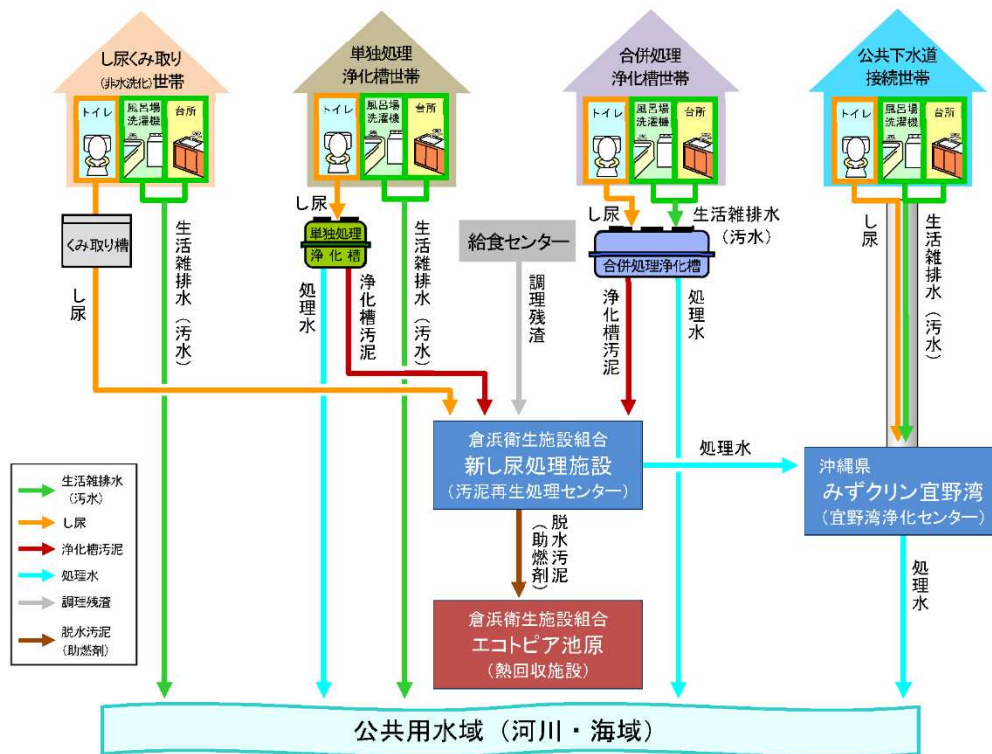 し尿くみ取り
(非水洗化)世帯
トイレ
風呂場
洗濯機
台所
単独処理
浄化槽世帯
トイレ
風呂場
洗濯機
台所
合併処理
浄化槽世帯
トイレ
風呂場
洗濯機
台所
公共下水道
接続世帯
トイレ
風呂場
洗濯機
台所
くみ取り槽
し尿
生活雑排水（汚水）
し尿
単独処理
浄化槽
処理水
浄化槽汚泥
生活雑排水（汚水）
給食センター
調理残渣
し尿
生活雑排水
（汚水）
合併処理浄化槽
浄化槽汚泥
処理水
し尿
生活雑排水（汚水）
倉浜衛生施設組合
新し尿処理施設
（汚泥再生処理センター）
処理水
沖縄県
みずクリン宜野湾
（宜野湾浄化センター）
脱水汚泥
（助燃剤）
処理水
倉浜衛生施設組合
エコトピア池原
（熱回収施設）
生活雑排水
（汚水）
し尿
浄化槽汚泥
処理水
調理残渣
脱水汚泥
（助燃剤）
公共用水域（河川・海域）